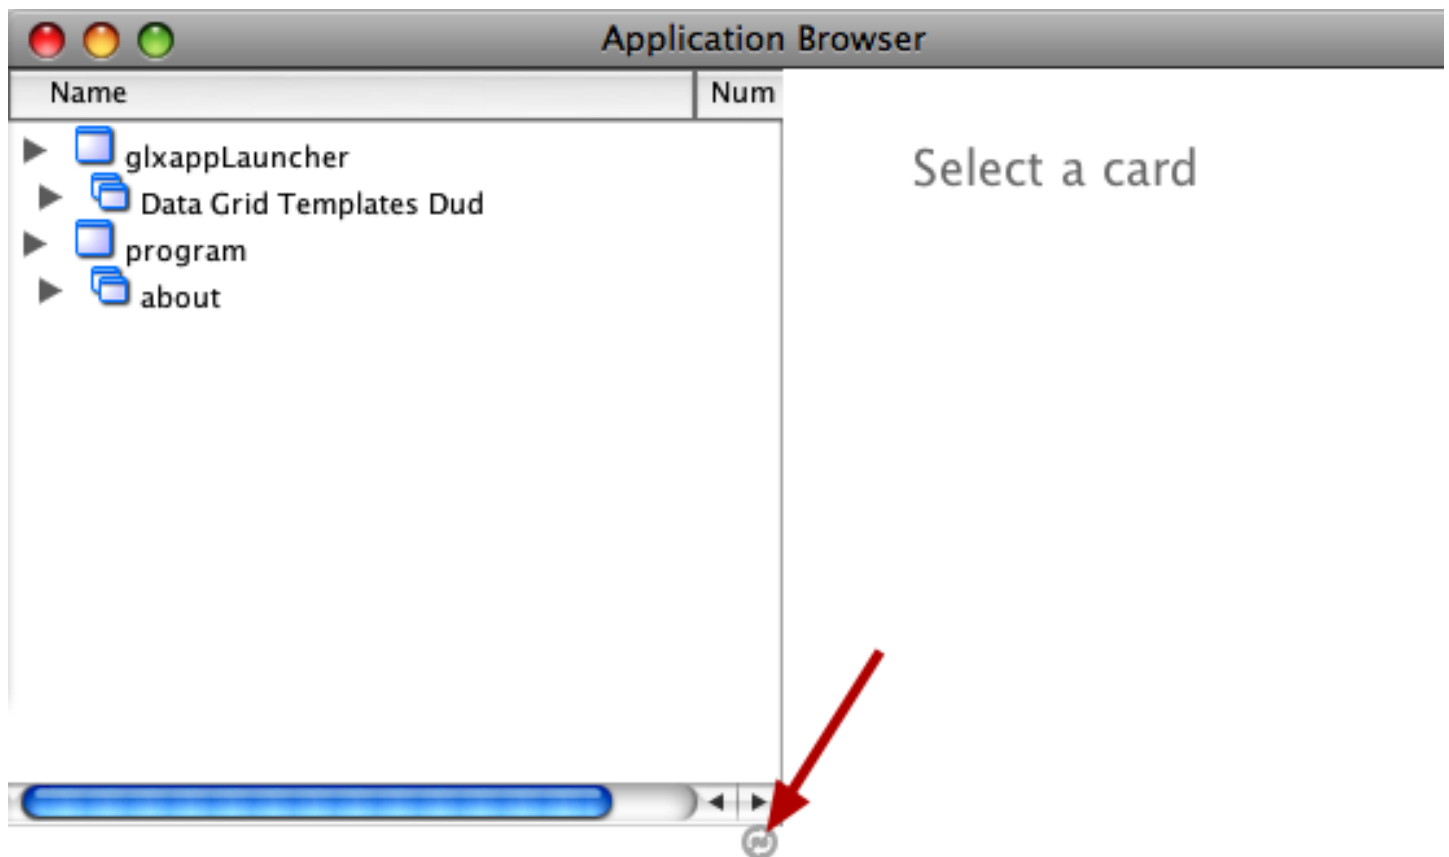 Application Browser
Name Num
glxappLauncher
Data Grid Templates Dud
program
about
Select a card